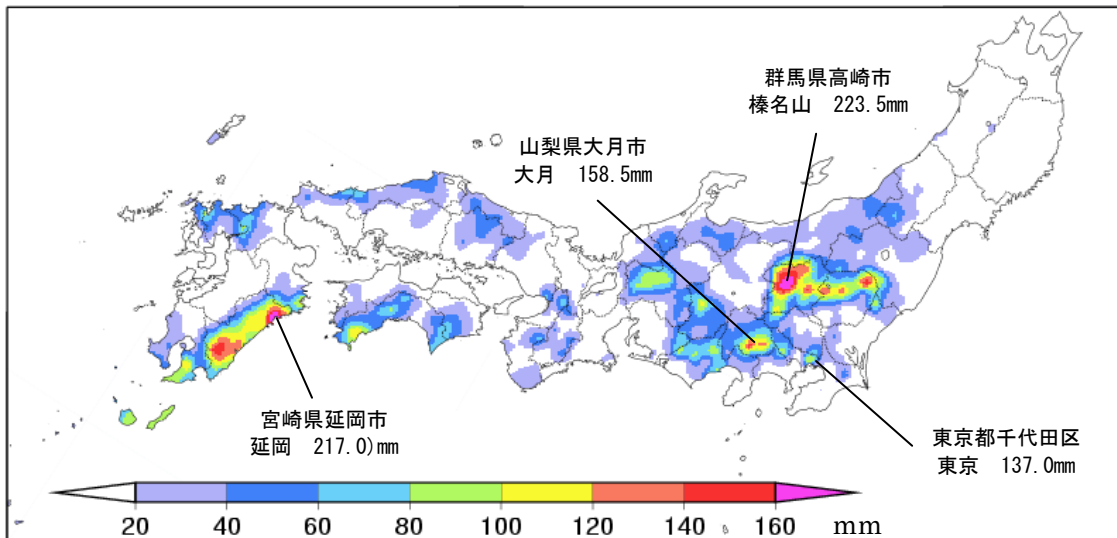 群馬県高崎市
榛名山 223.5mm
山梨県大月市
大月 158.5mm
宮崎県延岡市
延岡 217.0)mm
東京都千代田区
東京 137.0mm
20 40 60 80 100 120 140 160 mm